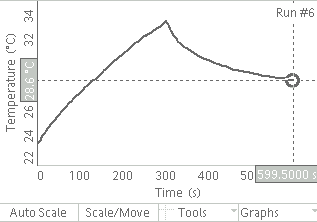 Run #6
Temperature (°C)
34
32
30
28.6 °C
26
24
22
0
100
200
300
400
50
599.5000 s
Time (s)
Auto Scale
Scale/Move
Tools
Graphs